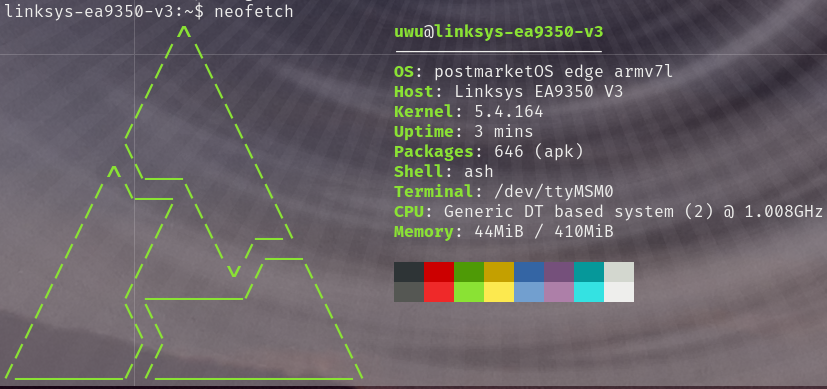 linksys-ea9350-v3:~$ neofetch
uwu@linksys-ea9350-v3
OS: postmarketOS edge armv7l
Host: Linksys EA9350 V3
Kernel: 5.4.164
Uptime: 3 mins
Packages: 646 (apk)
Shell: ash
Terminal: /dev/ttyMSM0
CPU: Generic DT based system (2) @ 1.008GHz
Memory: 44MiB / 410MiB